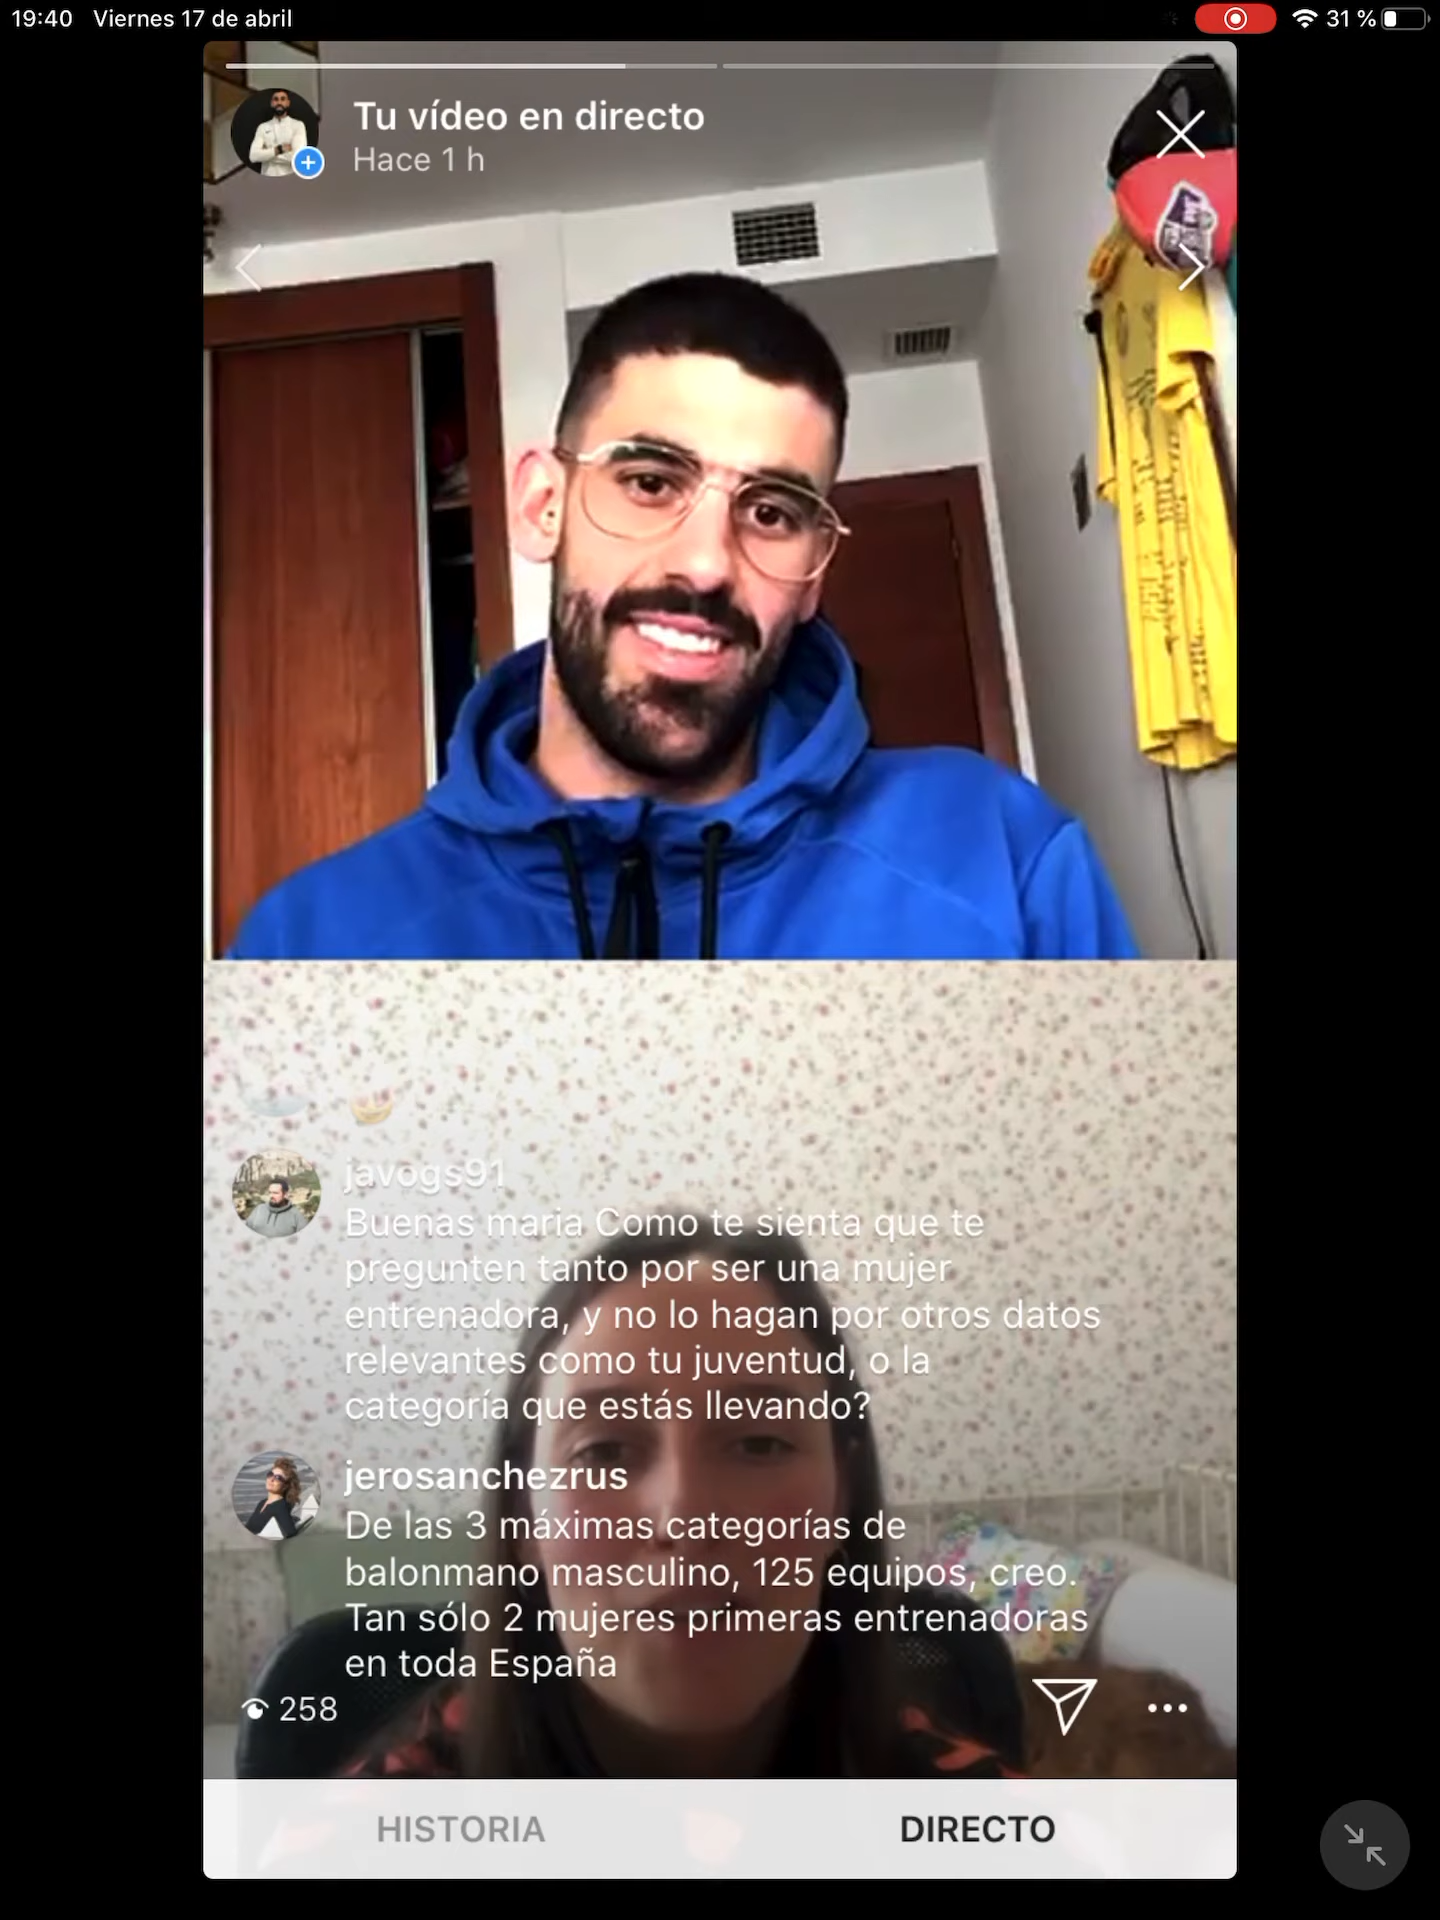 19:40 Viernes 17 de abril
31 %
Tu vídeo en directo
Hace 1 h
javogs91
Buenas maria Como te sienta que te
pregunten tanto por ser una mujer
entrenadora, y no lo hagan por otros datos
relevantes como tu juventud, o la
categoría que estás llevando?
jerosanchezrus
De las 3 máximas categorías de
balonmano masculino, 125 equipos, creo.
Tan sólo 2 mujeres primeras entrenadoras
en toda España
258
HISTORIA
DIRECTO